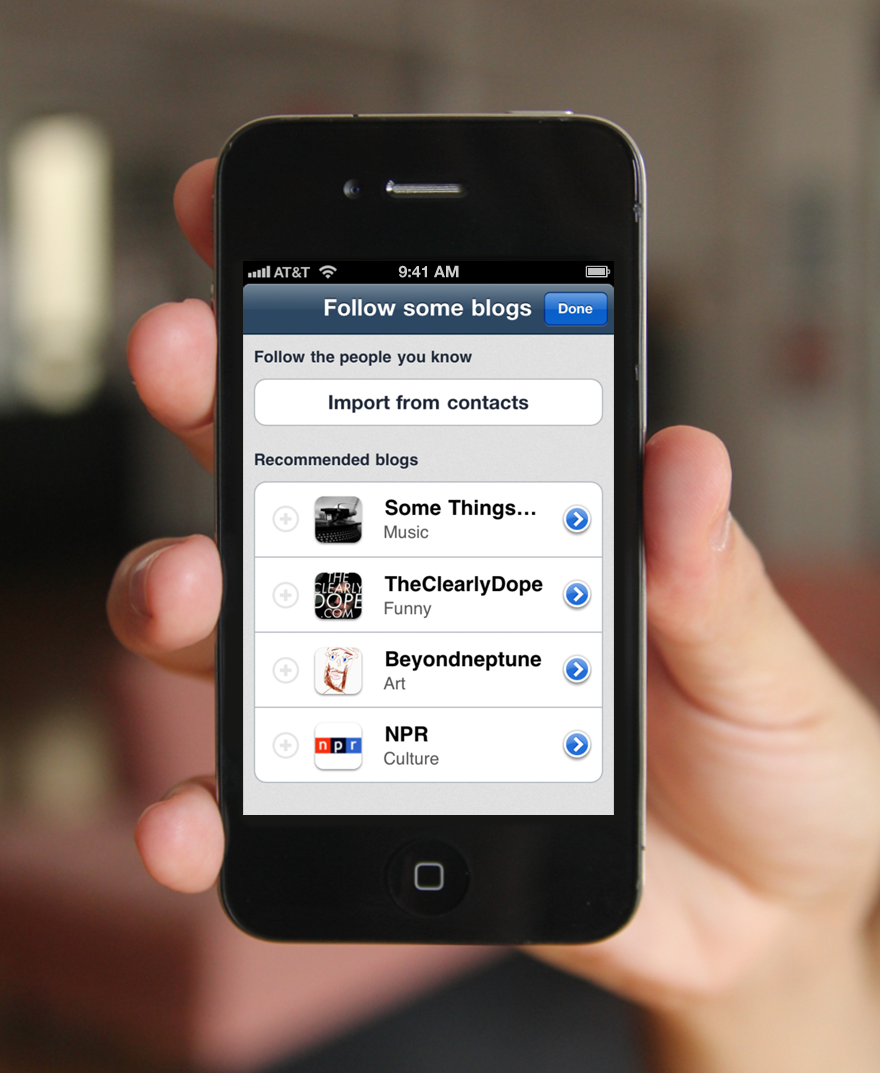 AT&T 9:41 AM
Follow some blogs Done
Follow the people you know
Import from contacts
Recommended blogs
Some Things...
Music
THE
CLEARLY
DOPE
.COM
TheClearlyDope
Funny
Beyondneptune
Art
npr
NPR
Culture